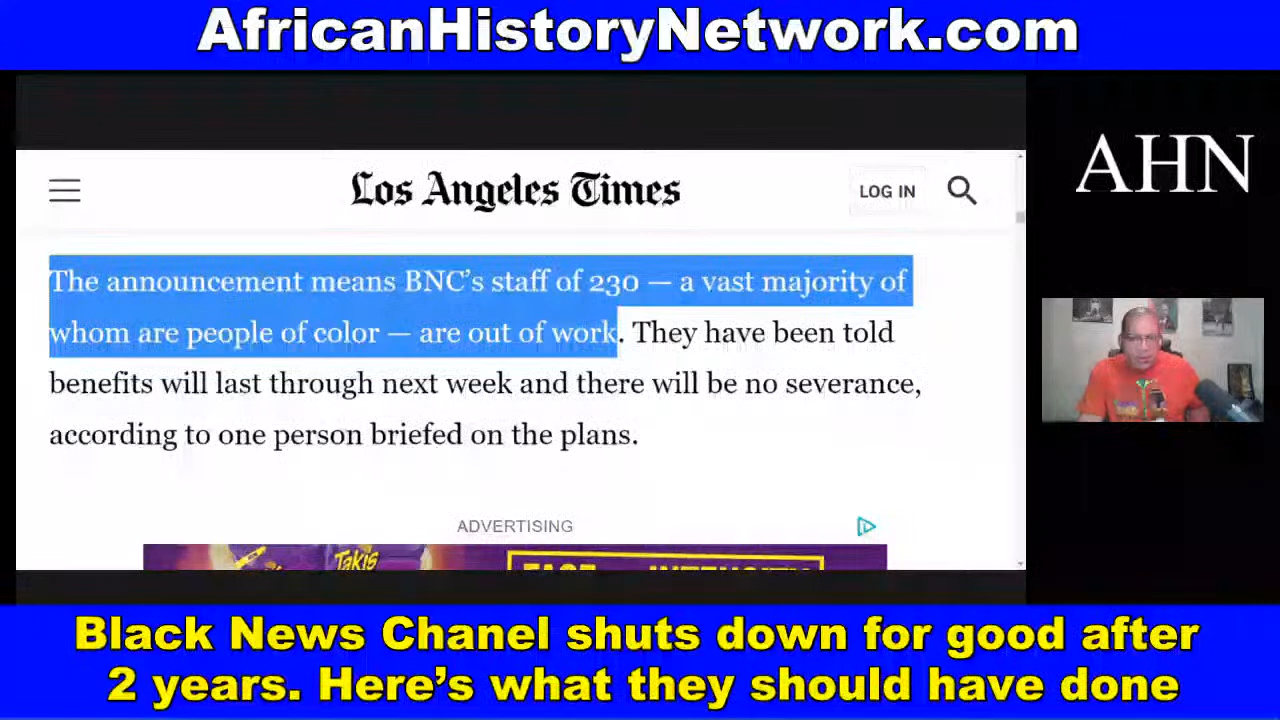 AfricanHistoryNetwork.com
AHN
Los Angeles Times
LOG IN
The announcement means BNC's staff of 230 — a vast majority of
whom are people of color — are out of work. They have been told
benefits will last through next week and there will be no severance,
according to one person briefed on the plans.
ADVERTISING
Takis
Black News Chanel shuts down for good after
2 years. Here's what they should have done